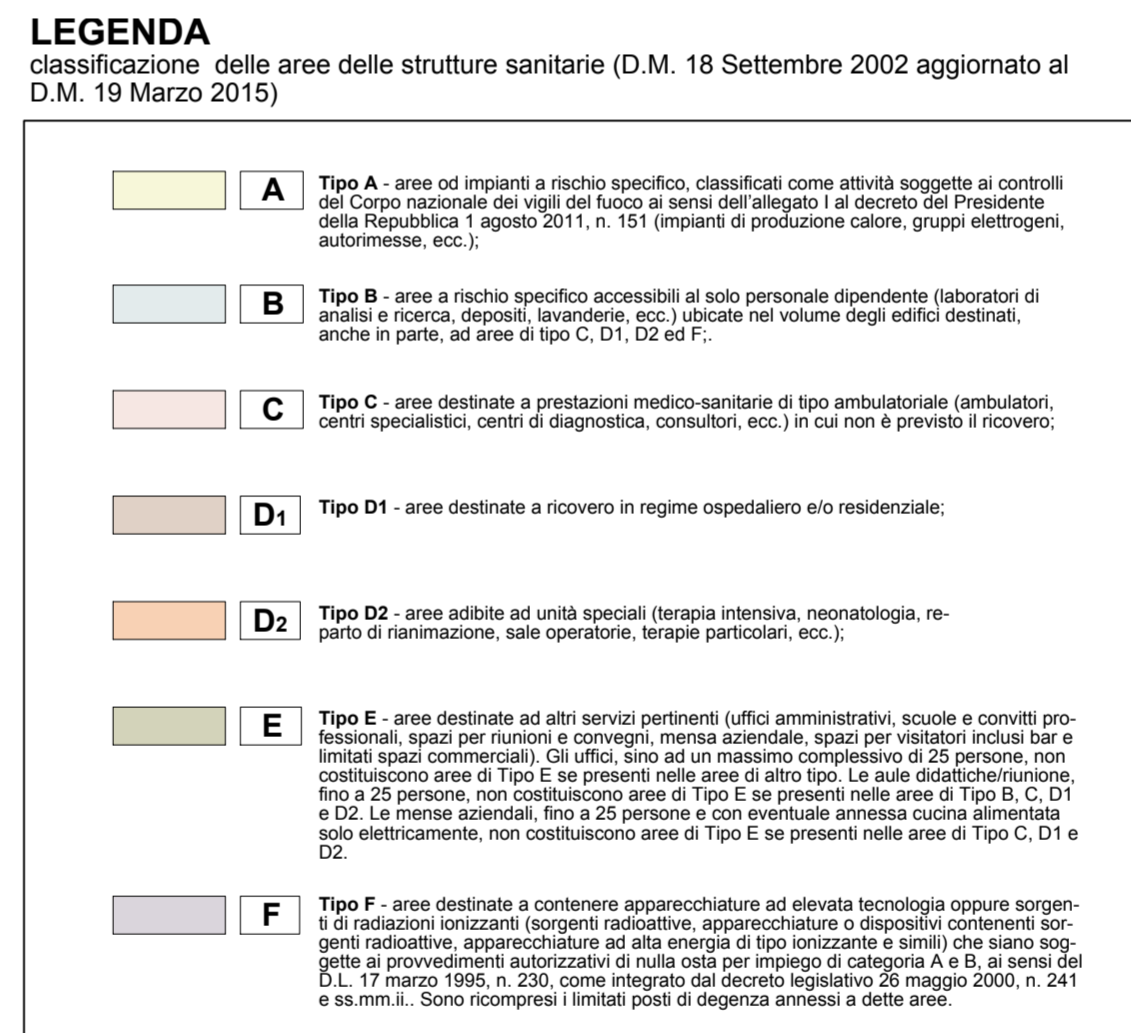 LEGENDA
classificazione  delle aree delle strutture sanitarie (D.M. 18 Settembre 2002 aggiornato al
D.M. 19 Marzo 2015)
A
Tipo A - aree od impianti a rischio specifico, classificati come attività soggette ai controlli
del Corpo nazionale dei vigili del fuoco ai sensi dell'allegato I al decreto del Presidente
della Repubblica 1 agosto 2011, n. 151 (impianti di produzione calore, gruppi elettrogeni,
autorimesse, ecc.);
B
Tipo B - aree a rischio specifico accessibili al solo personale dipendente (laboratori di
analisi e ricerca, depositi, lavanderie, ecc.) ubicate nel volume degli edifici destinati,
anche in parte, ad aree di tipo C, D1, D2 ed F;.
C
Tipo C - aree destinate a prestazioni medico-sanitarie di tipo ambulatoriale (ambulatori,
centri specialistici, centri di diagnostica, consultori, ecc.) in cui non è previsto il ricovero;
D1
Tipo D1 - aree destinate a ricovero in regime ospedaliero e/o residenziale;
D2
Tipo D2 - aree adibite ad unità speciali (terapia intensiva, neonatologia, re-
parto di rianimazione, sale operatorie, terapie particolari, ecc.);
E
Tipo E - aree destinate ad altri servizi pertinenti (uffici amministrativi, scuole e convitti pro-
fessionali, spazi per riunioni e convegni, mensa aziendale, spazi per visitatori inclusi bar e
limitati spazi commerciali). Gli uffici, sino ad un massimo complessivo di 25 persone, non
costituiscono aree di Tipo E se presenti nelle aree di altro tipo. Le aule didattiche/riunione,
fino a 25 persone, non costituiscono aree di Tipo E se presenti nelle aree di Tipo B, C, D1
e D2. Le mense aziendali, fino a 25 persone e con eventuale annessa cucina alimentata
solo elettricamente, non costituiscono aree di Tipo E se presenti nelle aree di Tipo C, D1 e
D2.
F
Tipo F - aree destinate a contenere apparecchiature ad elevata tecnologia oppure sorgen-
ti di radiazioni ionizzanti (sorgenti radioattive, apparecchiature o dispositivi contenenti sor-
genti radioattive, apparecchiature ad alta energia di tipo ionizzante e simili) che siano sog-
gette ai provvedimenti autorizzativi di nulla osta per impiego di categoria A e B, ai sensi del
D.L. 17 marzo 1995, n. 230, come integrato dal decreto legislativo 26 maggio 2000, n. 241
e ss.mm.ii.. Sono ricompresi i limitati posti di degenza annessi a dette aree.